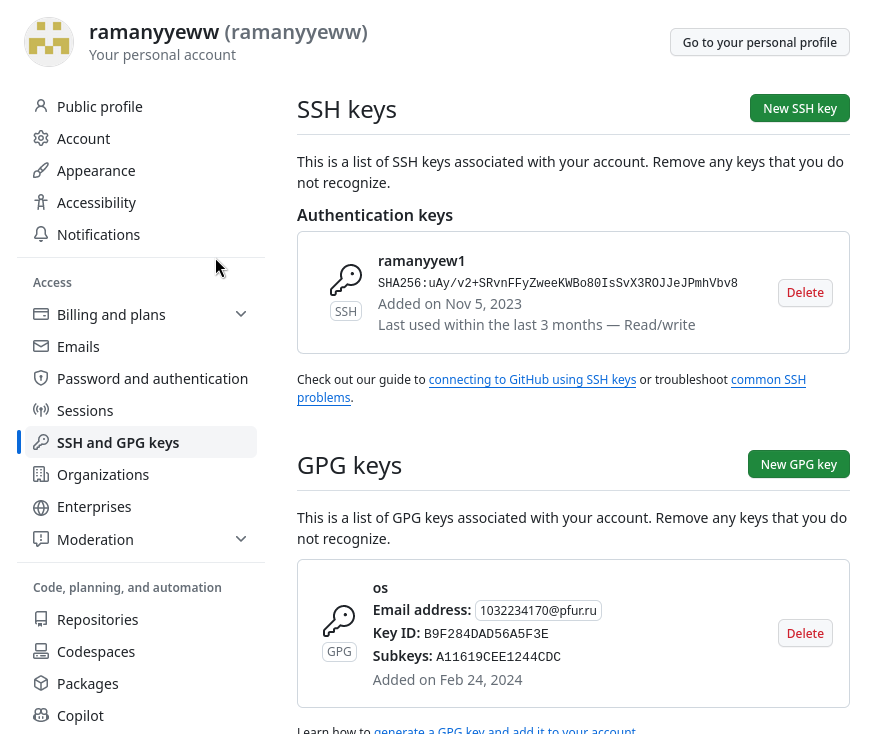 ramanyyeww (ramanyyeww)
Your personal account
Go to your personal profile
Public profile
Account
Appearance
Accessibility
Notifications
Access
Billing and plans
Emails
Password and authentication
Sessions
SSH and GPG keys
Organizations
Enterprises
Moderation
Code, planning, and automation
Repositories
Codespaces
Packages
Copilot
SSH keys
New SSH key
This is a list of SSH keys associated with your account. Remove any keys that you do
not recognize.
Authentication keys
ramanyyew1
SHA256:uAy/v2+SRvnFFyZweeKWBo80IsSvX3ROJJeJPmhVbv8
Added on Nov 5, 2023
Last used within the last 3 months — Read/write
SSH
Delete
Check out our guide to connecting to GitHub using SSH keys or troubleshoot common SSH
problems.
GPG keys
New GPG key
This is a list of GPG keys associated with your account. Remove any keys that you do
not recognize.
os
Email address: 1032234170@pfur.ru
Key ID: B9F284DAD56A5F3E
Subkeys: A11619CEE1244CDC
Added on Feb 24, 2024
GPG
Delete
Learn how to generate a GPG key and add it to your account